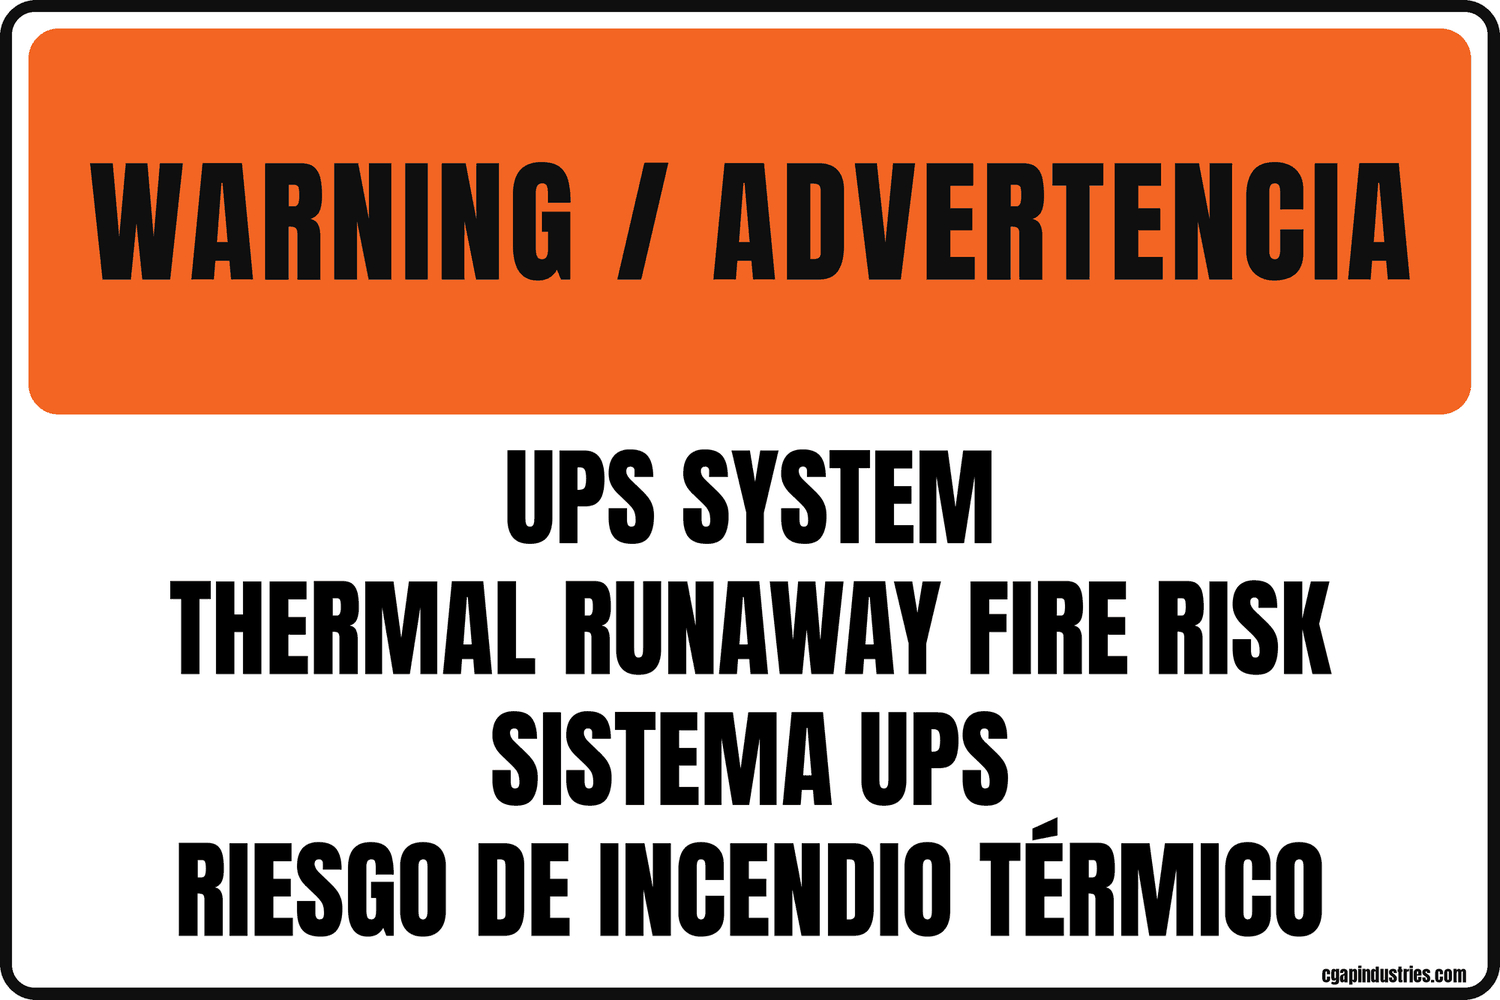 WARNING / ADVERTENCIA
UPS SYSTEM
THERMAL RUNAWAY FIRE RISK
SISTEMA UPS
RIESGO DE INCENDIO TÉRMICO
cgapindustries.com